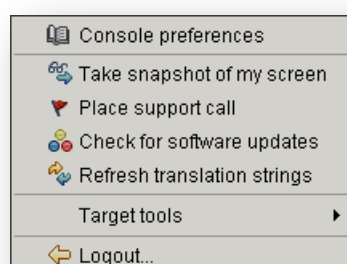 Console preferences
Take snapshot of my screen
Place support call
Check for software updates
Refresh translation strings
Target tools
Logout...